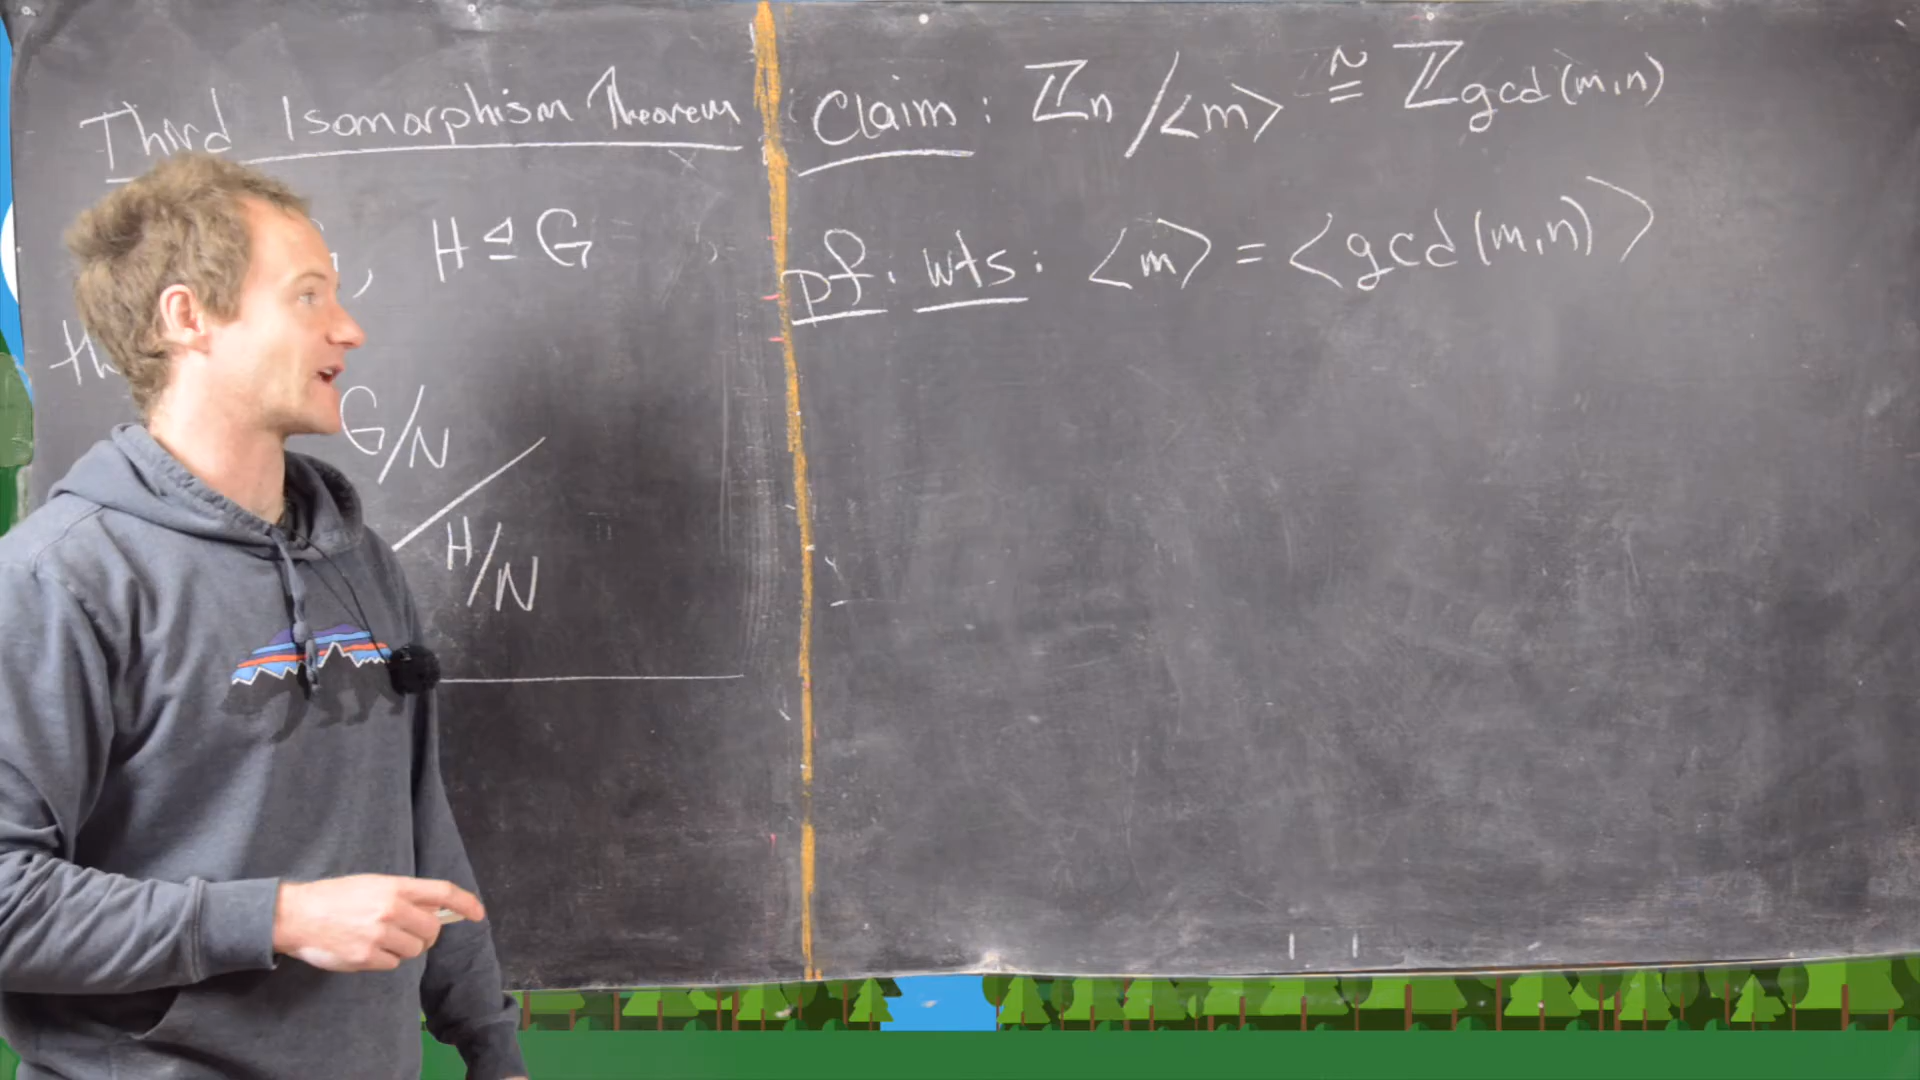 Third Isomorphism Theorem
, H ⊴ G
G/N
H/N
Claim: ℤn/<m> ≅ ℤgcd(m,n)
pf: wts: <m> = <gcd(m,n)>